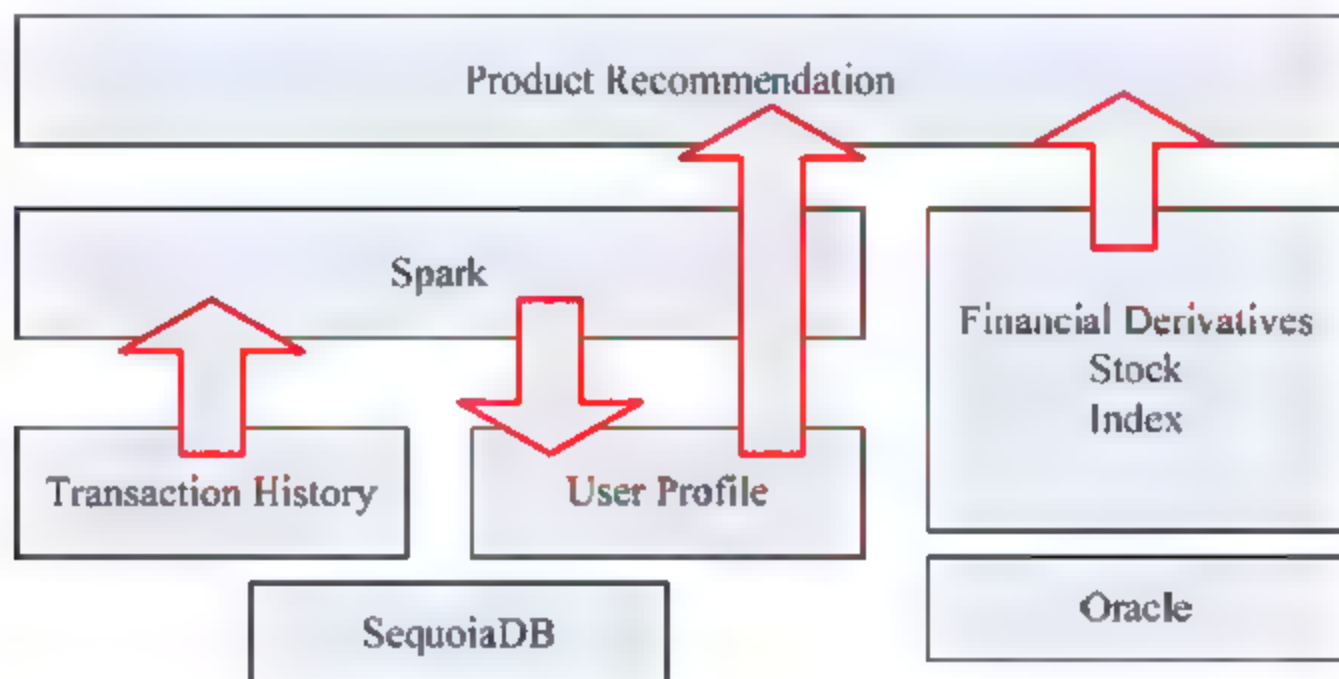 Product Recommendation
Spark
Financial Derivatives
Stock
Index
Transaction History
User Profile
SequoiaDB
Oracle